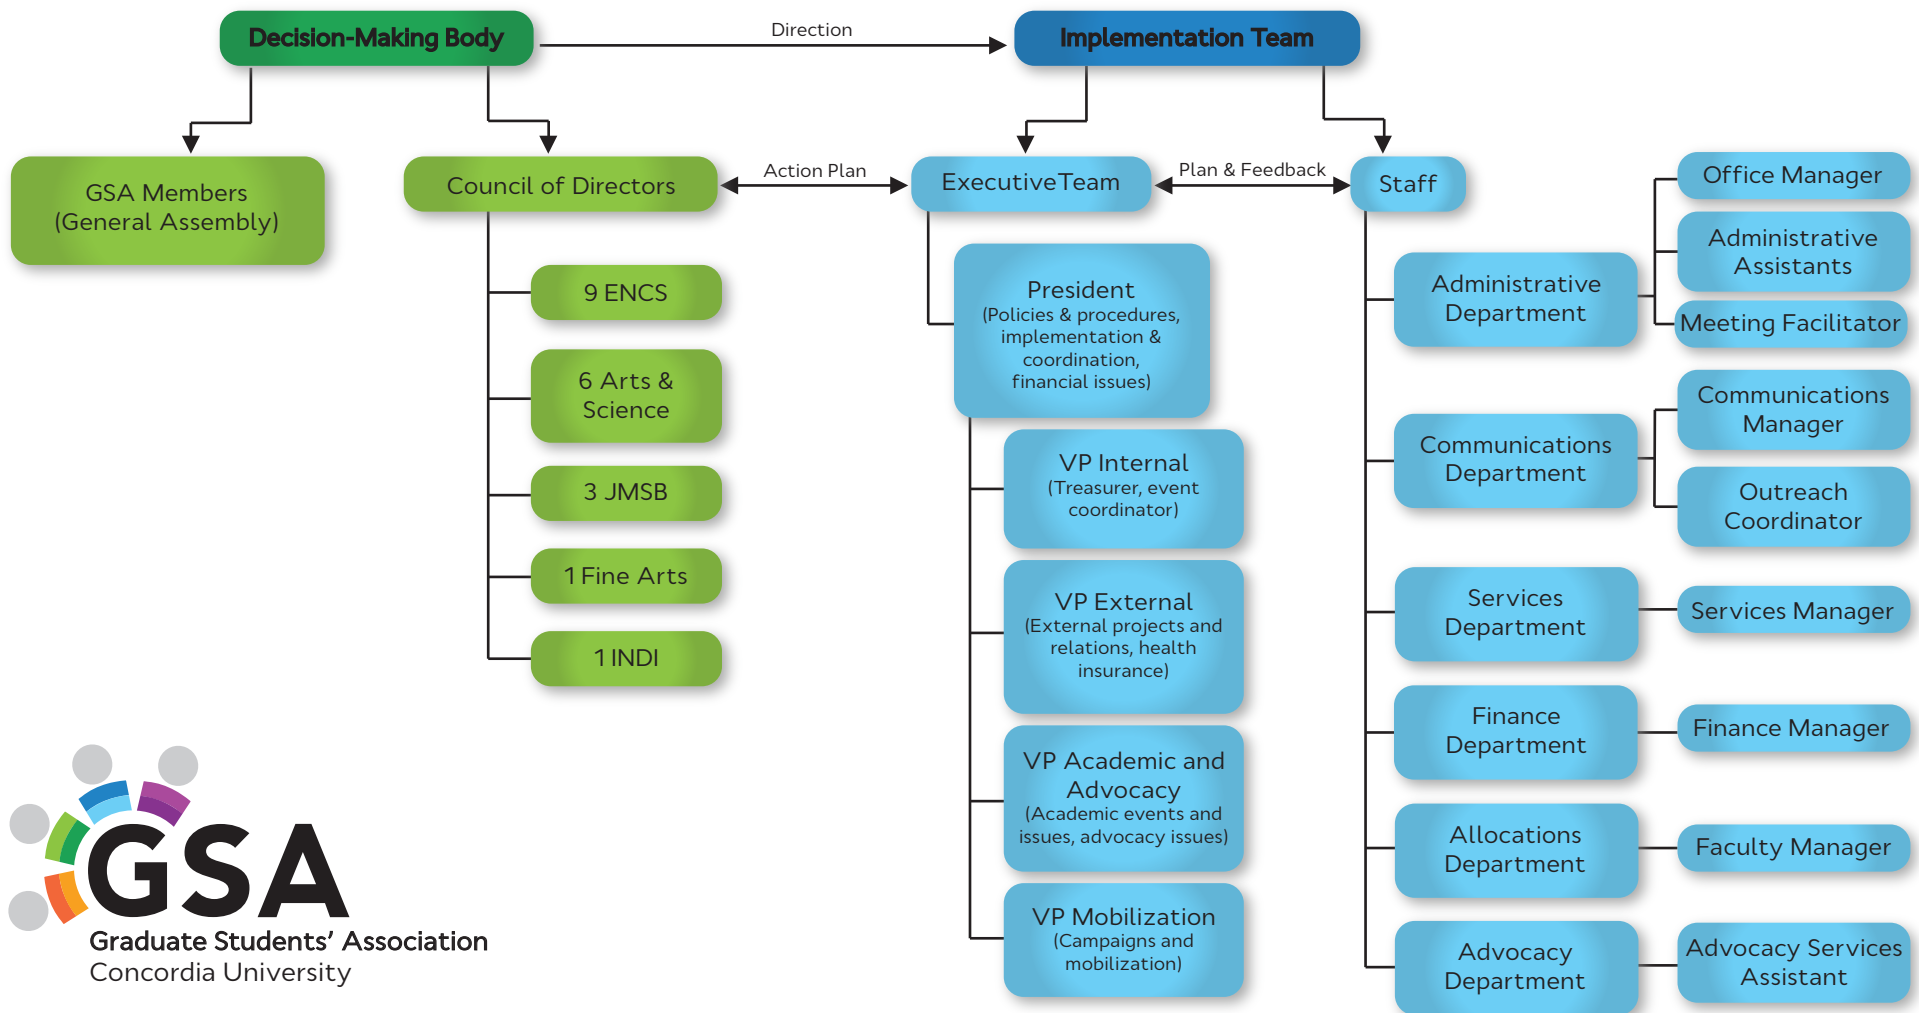 Decision-Making Body
Direction
Implementation Team
GSA Members
(General Assembly)
Council of Directors
Action Plan
ExecutiveTeam
Plan & Feedback
Staff
9 ENCS
6 Arts &
Science
3 JMSB
1 Fine Arts
1 INDI
President
(Policies & procedures,
implementation &
coordination,
financial issues)
VP Internal
(Treasurer, event
coordinator)
VP External
(External projects and
relations, health
insurance)
VP Academic and
Advocacy
(Academic events and
issues, advocacy issues)
VP Mobilization
(Campaigns and
mobilization)
Administrative
Department
Office Manager
Administrative
Assistants
Meeting Facilitator
Communications
Department
Communications
Manager
Outreach
Coordinator
Services
Department
Services Manager
Finance
Department
Finance Manager
Allocations
Department
Faculty Manager
Advocacy
Department
Advocacy Services
Assistant
GSA
Graduate Students’ Association
Concordia University